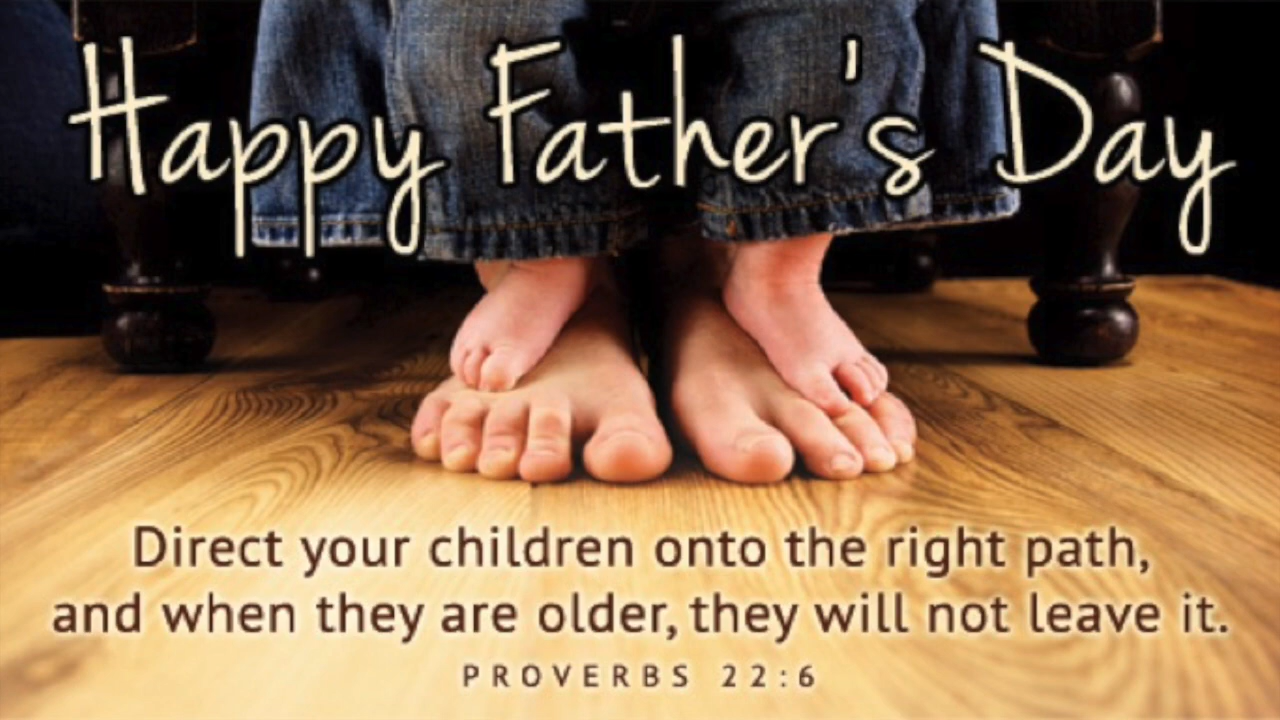 Happy Father's Day
Direct your children onto the right path,
and when they are older, they will not leave it.
PROVERBS 22:6